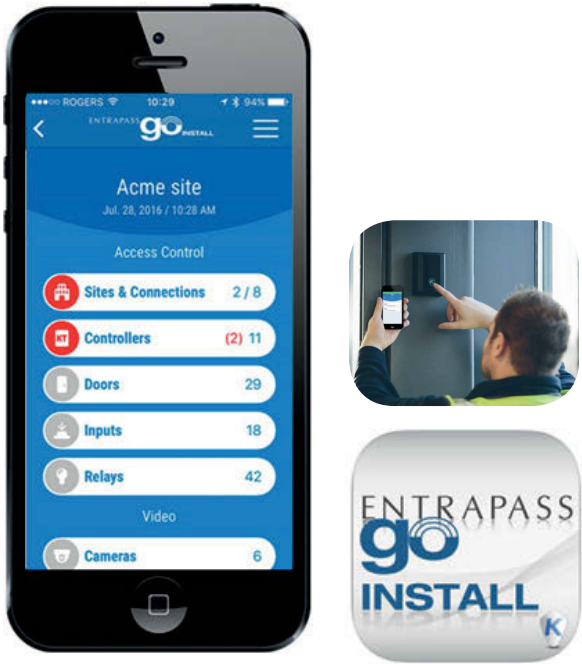 ROGERS 10:29 94%
ENTRAPASS go INSTALL
Acme site
Jul. 28, 2016 / 10:28 AM
Access Control
Sites & Connections 2 / 8
KT Controllers (2) 11
Doors 29
Inputs 18
Relays 42
Video
Cameras 6
ENTRAPASS
go
INSTALL
K